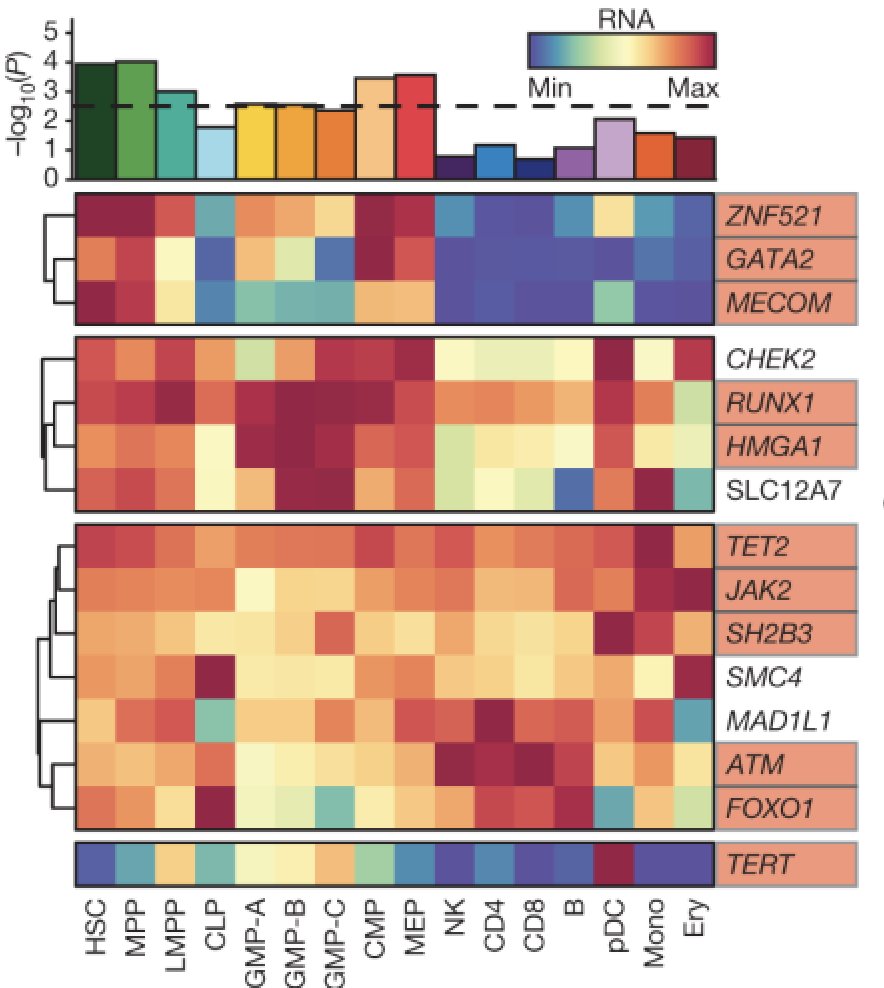 RNA
Min Max
−log10(P)
5
4
3
2
1
0
ZNF521
GATA2
MECOM
CHEK2
RUNX1
HMGA1
SLC12A7
TET2
JAK2
SH2B3
SMC4
MAD1L1
ATM
FOXO1
TERT
HSC MPP LMPP CLP GMP-A GMP-B GMP-C CMP MEP NK CD4 CD8 B pDC Mono Ery